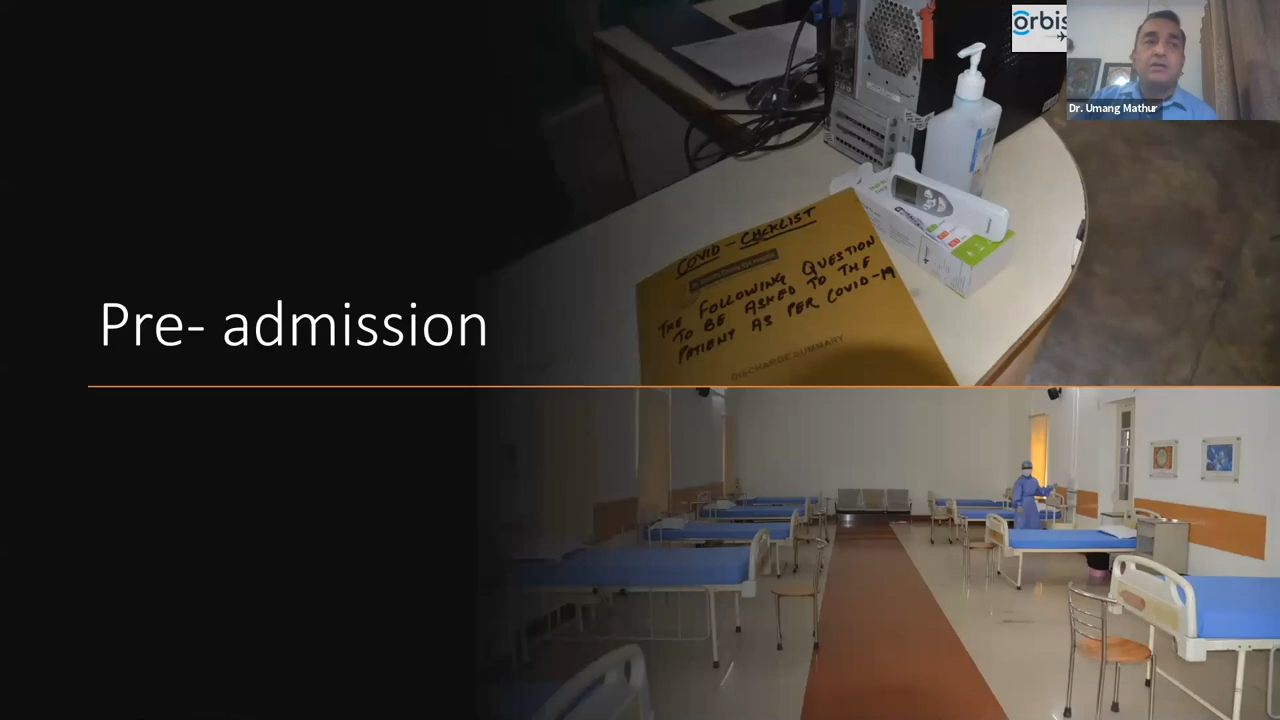 orbis
Dr. Umang Mathur
COVID - CHCKLIST
THE FOLLOWING QUESTION
TO BE ASKED TO THE
PATIENT AS PER COVID-19
DISCHARGE SUMMARY
Pre- admission